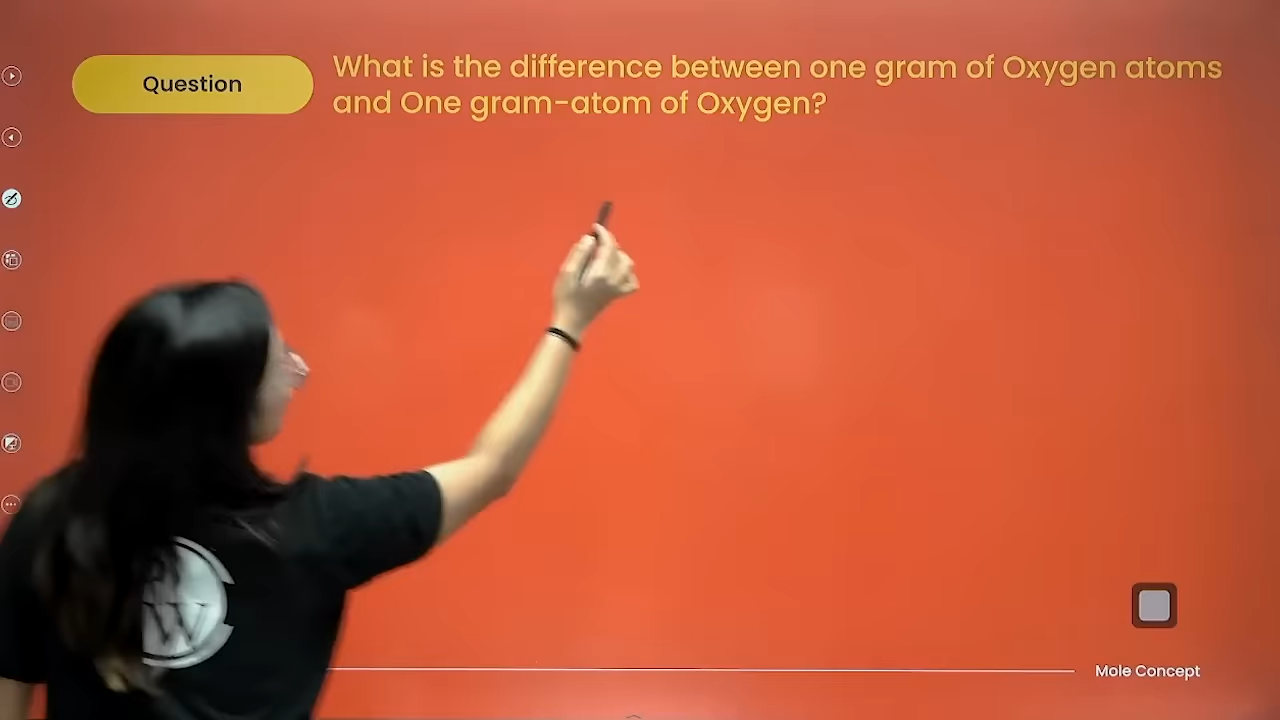 Question
What is the difference between one gram of Oxygen atoms
and One gram-atom of Oxygen?
W
Mole Concept